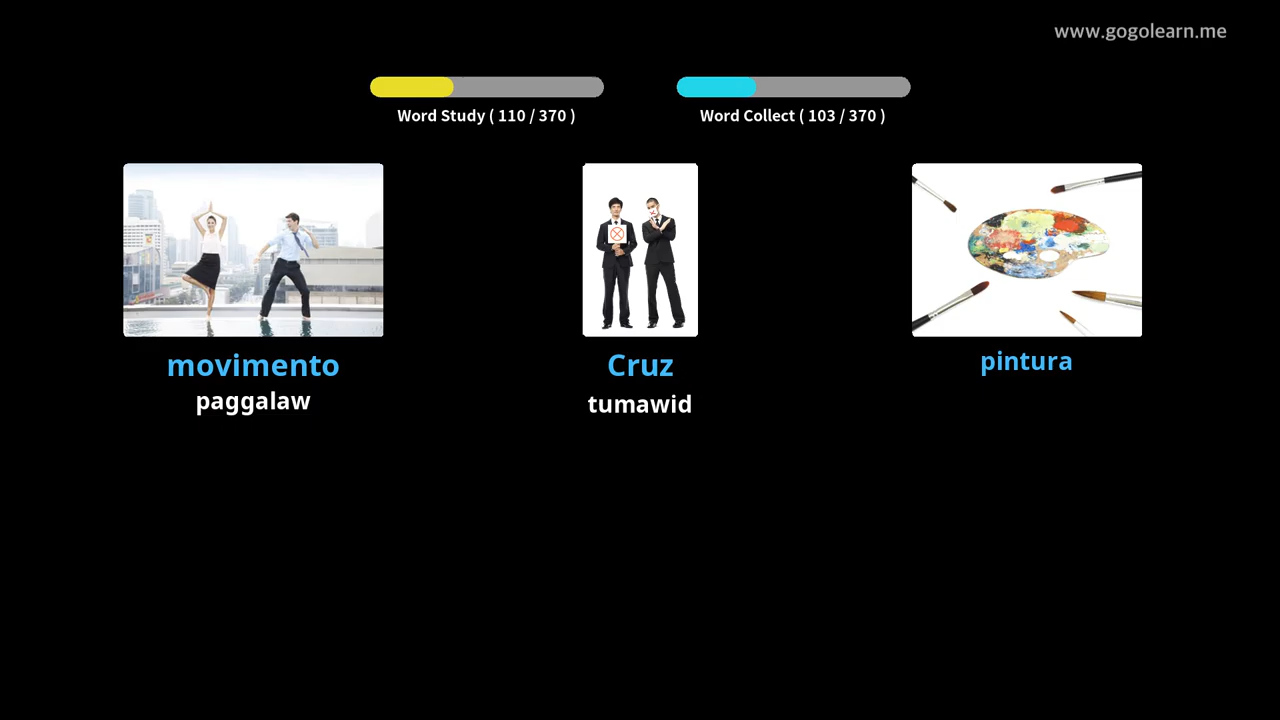 www.gogolearn.me
Word Study ( 110 / 370 )
Word Collect ( 103 / 370 )
movimento
paggalaw
Cruz
tumawid
pintura